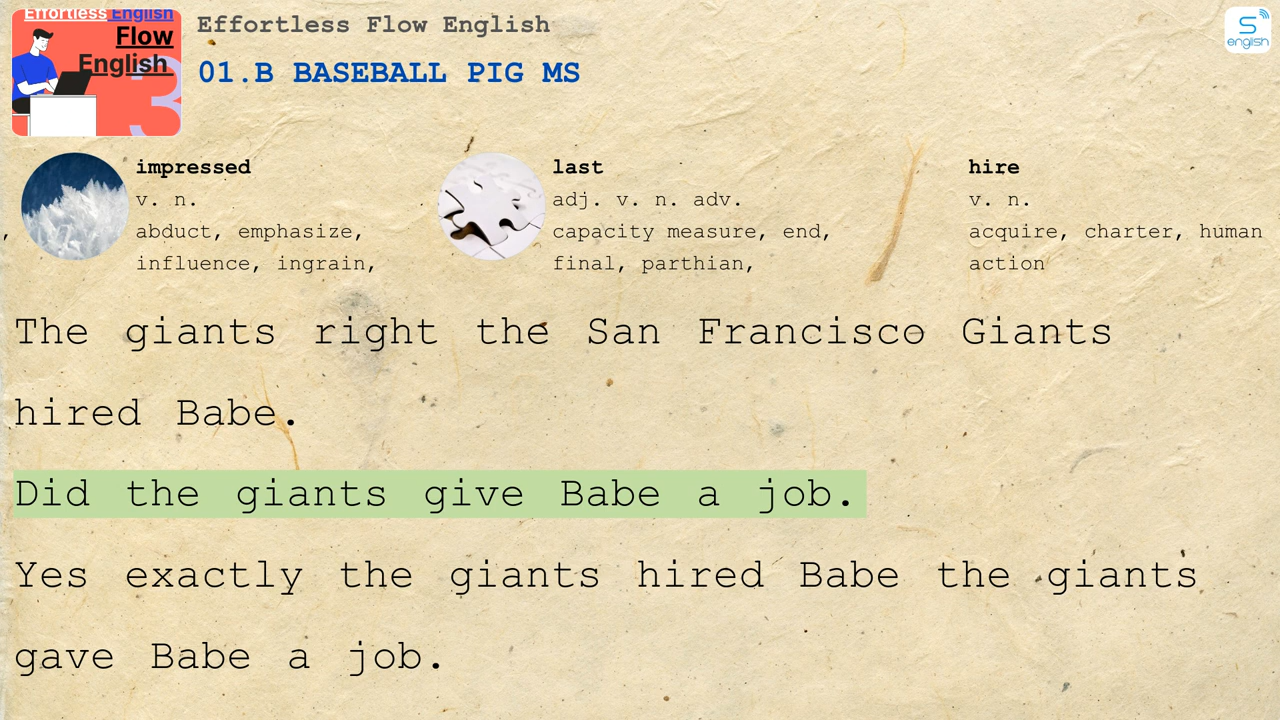 Effortless English
Flow
English
3
Effortless Flow English
01.B BASEBALL PIG MS
S
english
impressed
v. n.
abduct, emphasize,
influence, ingrain,
last
adj. v. n. adv.
capacity measure, end,
final, parthian,
hire
v. n.
acquire, charter, human
action
,
The giants right the San Francisco Giants
hired Babe.
Did the giants give Babe a job.
Yes exactly the giants hired Babe the giants
gave Babe a job.